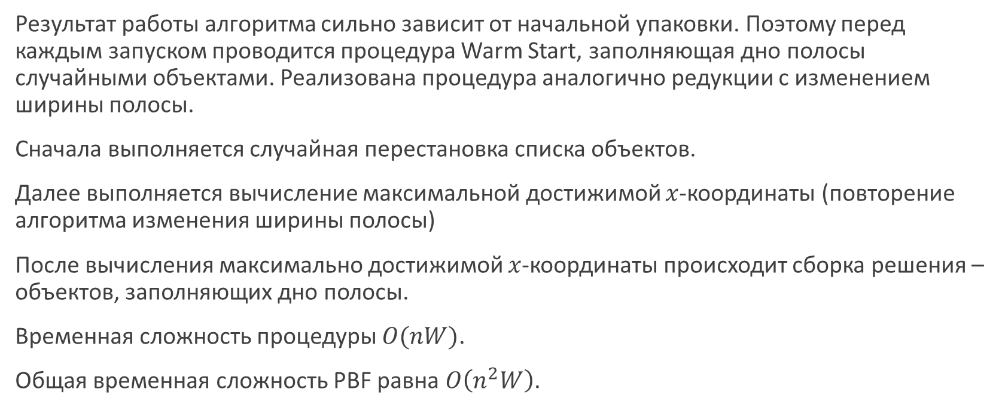 Результат работы алгоритма сильно зависит от начальной упаковки. Поэтому перед
каждым запуском проводится процедура Warm Start, заполняющая дно полосы
случайными объектами. Реализована процедура аналогично редукции с изменением
ширины полосы.
Сначала выполняется случайная перестановка списка объектов.
Далее выполняется вычисление максимальной достижимой x-координаты (повторение
алгоритма изменения ширины полосы)
После вычисления максимально достижимой x-координаты происходит сборка решения –
объектов, заполняющих дно полосы.
Временная сложность процедуры O(nW).
Общая временная сложность PBF равна O(n²W).